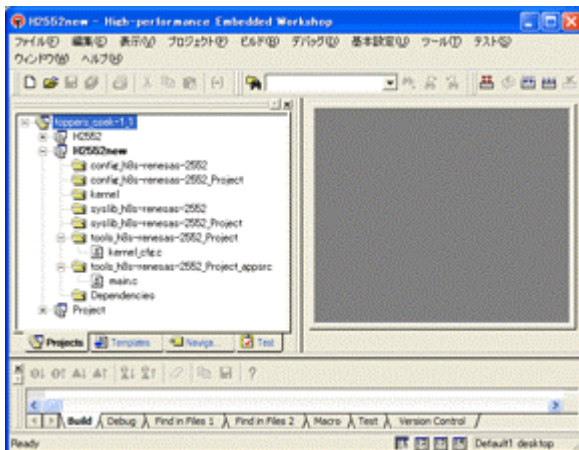 H2552new - High-performance Embedded Workshop
ファイル(F) 編集(E) 表示(V) プロジェクト(P) ビルド(B) デバッグ(D) 基本設定(U) ツール(T) テスト(S)
ウィンドウ(W) ヘルプ(H)
toppers_osek-1_1
H2552
H2552new
config_h8s-renesas-2552
config_h8s-renesas-2552_Project
kernel
syslib_h8s-renesas-2552
syslib_h8s-renesas-2552_Project
tools_h8s-renesas-2552_Project
kernel_cfg.c
tools_h8s-renesas-2552_Project_appsrc
main.c
Dependencies
Project
Projects Templates Naviga... Test
Build Debug Find in Files 1 Find in Files 2 Macro Test Version Control
Ready Default1 desktop